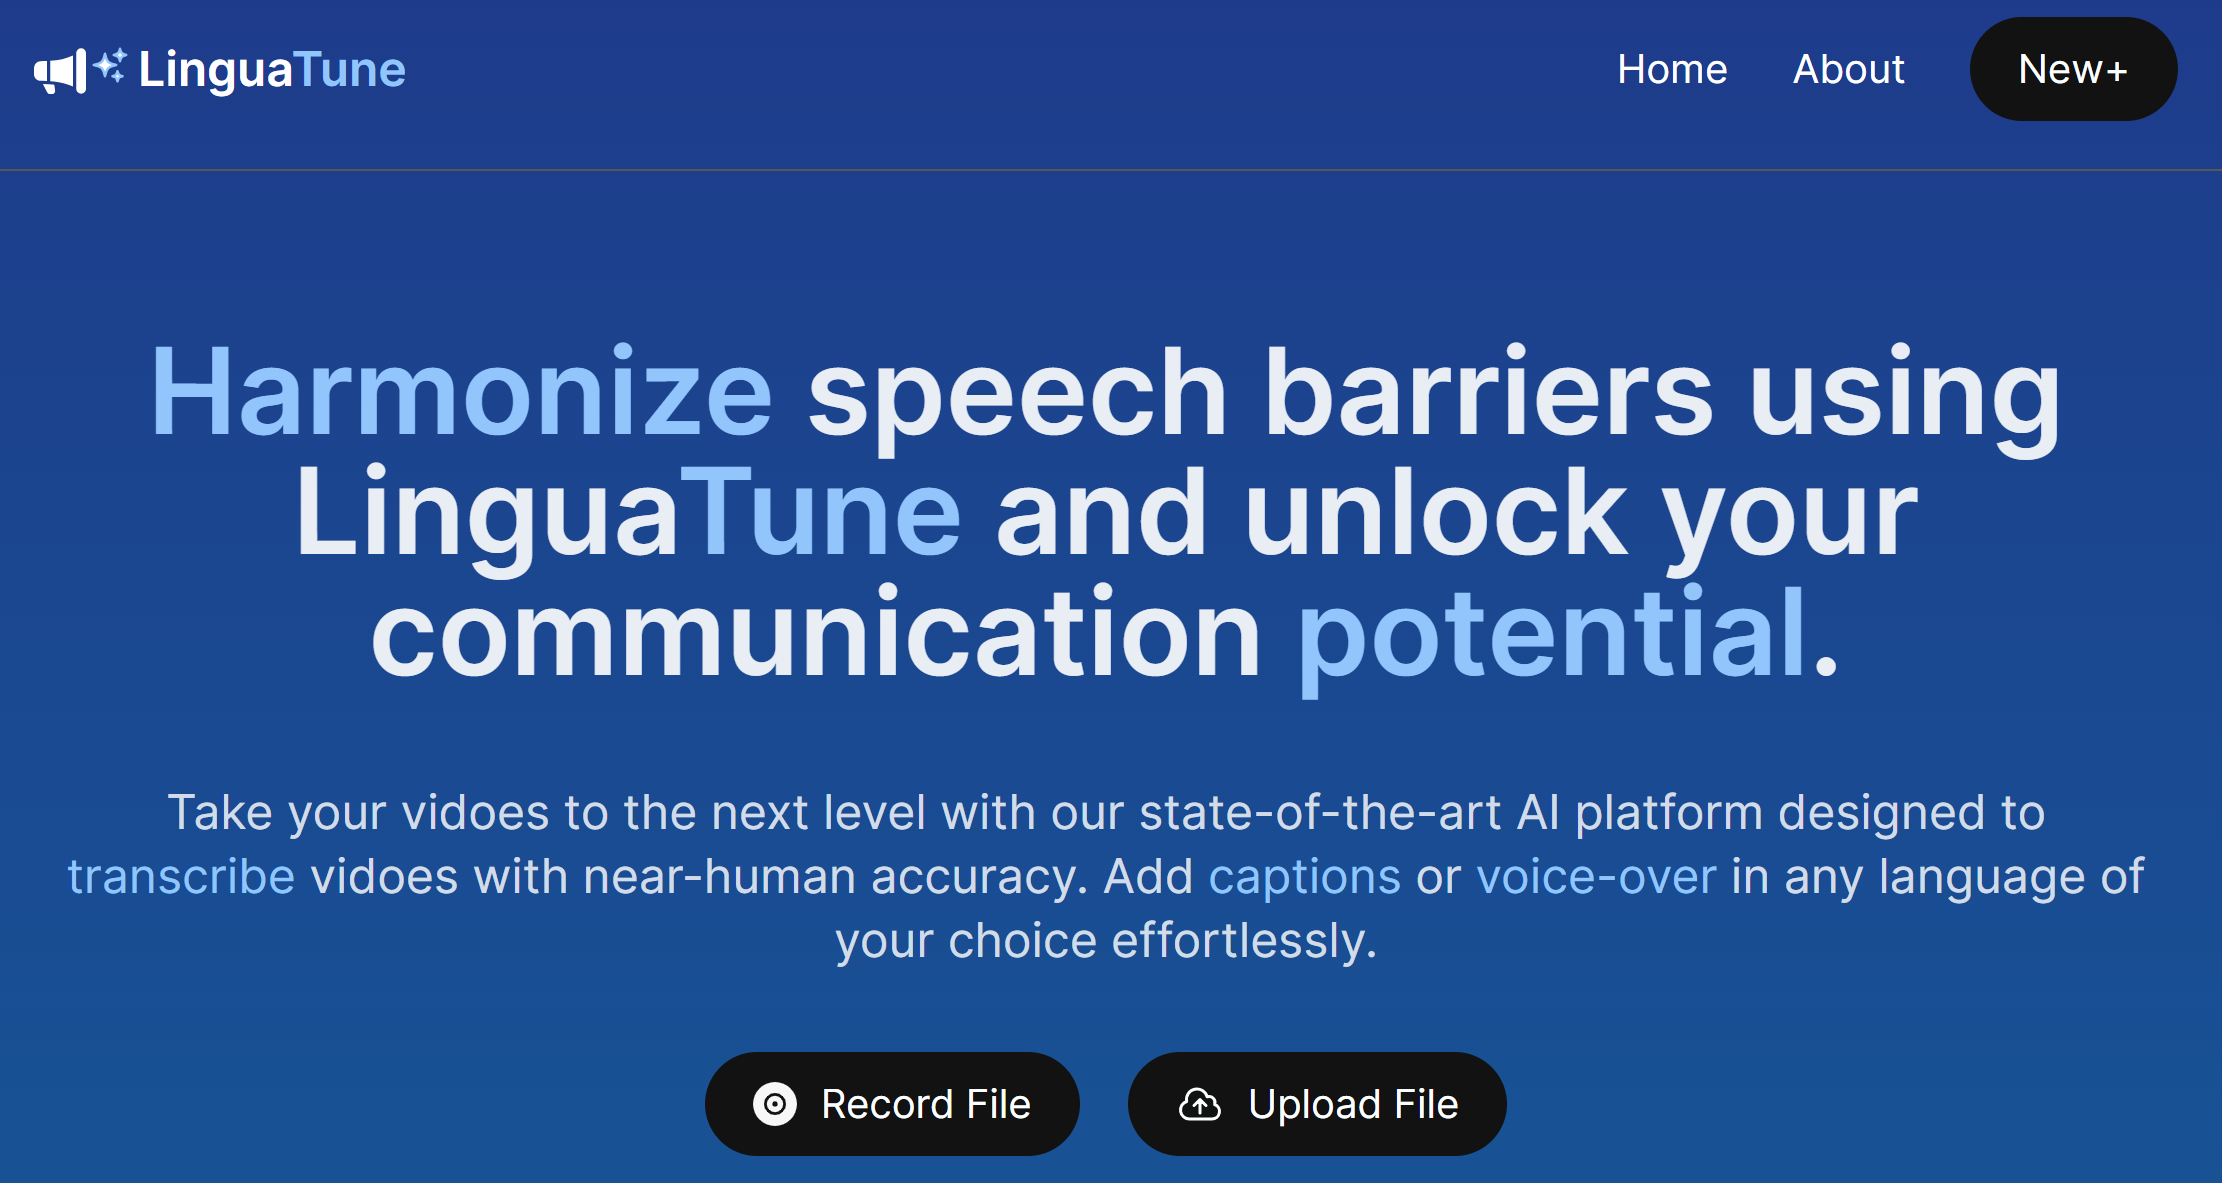 LinguaTune
Home
About
New+
Harmonize speech barriers using
LinguaTune and unlock your
communication potential.
Take your vidoes to the next level with our state-of-the-art AI platform designed to
transcribe vidoes with near-human accuracy. Add captions or voice-over in any language of
your choice effortlessly.
Record File
Upload File